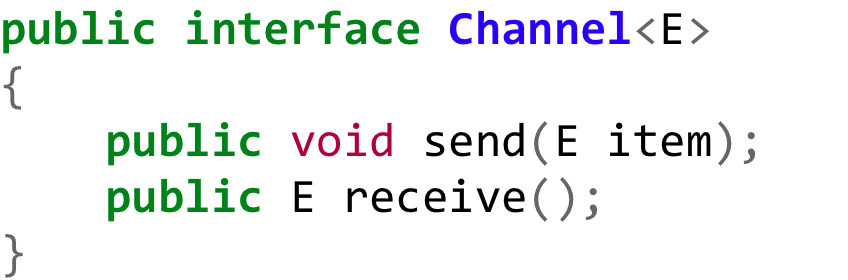 public interface Channel<E>
{
    public void send(E item);
    public E receive();
}